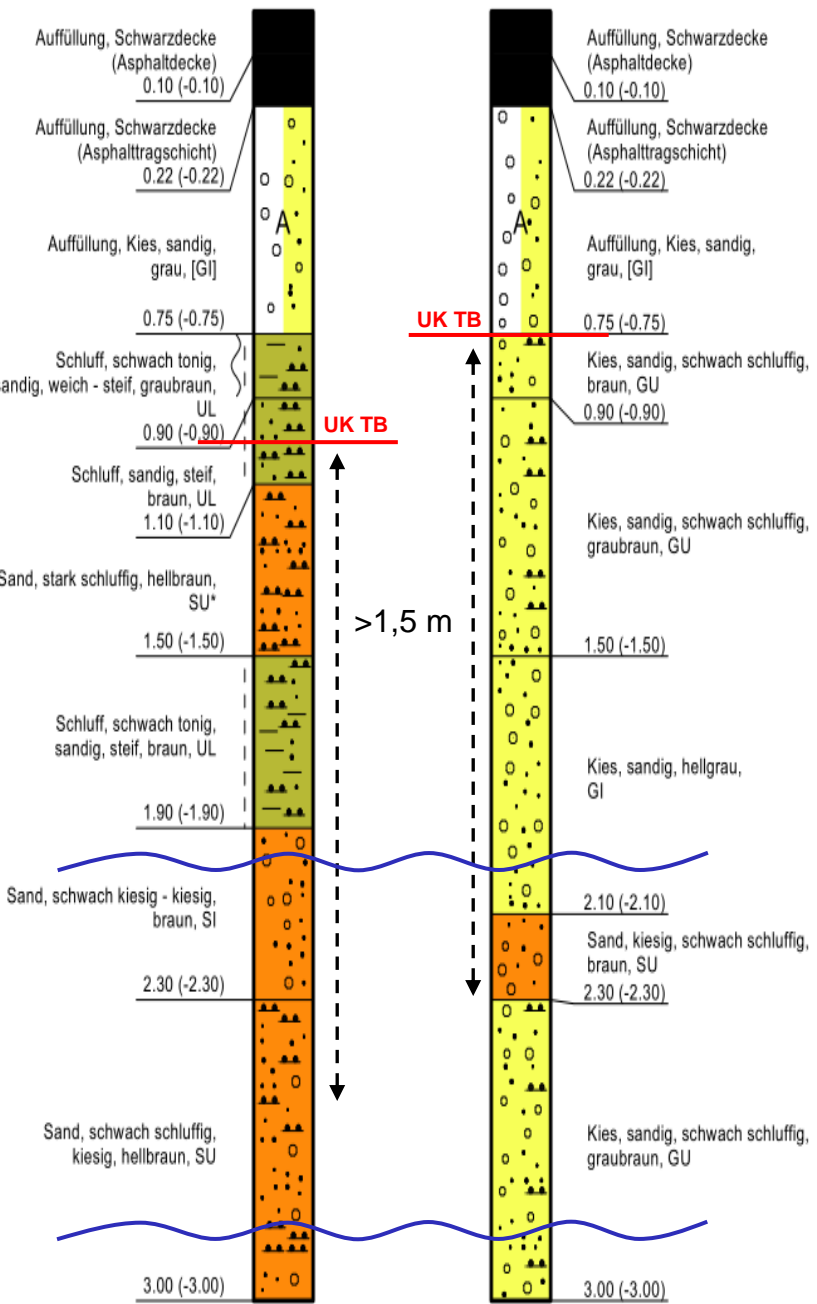 Auffüllung, Schwarzdecke
(Asphaltdecke)
0.10 (-0.10)
Auffüllung, Schwarzdecke
(Asphalttragschicht)
0.22 (-0.22)
A
Auffüllung, Kies, sandig,
grau, [GI]
0.75 (-0.75)
Schluff, schwach tonig,
sandig, weich - steif, graubraun,
UL
0.90 (-0.90)
UK TB
Schluff, sandig, steif,
braun, UL
1.10 (-1.10)
Sand, stark schluffig, hellbraun,
SU*
1.50 (-1.50)
Schluff, schwach tonig,
sandig, steif, braun, UL
1.90 (-1.90)
Sand, schwach kiesig - kiesig,
braun, SI
2.30 (-2.30)
Sand, schwach schluffig,
kiesig, hellbraun, SU
3.00 (-3.00)
>1,5 m
Auffüllung, Schwarzdecke
(Asphaltdecke)
0.10 (-0.10)
Auffüllung, Schwarzdecke
(Asphalttragschicht)
0.22 (-0.22)
A
Auffüllung, Kies, sandig,
grau, [GI]
UK TB
0.75 (-0.75)
Kies, sandig, schwach schluffig,
braun, GU
0.90 (-0.90)
Kies, sandig, schwach schluffig,
graubraun, GU
1.50 (-1.50)
Kies, sandig, hellgrau,
GI
2.10 (-2.10)
Sand, kiesig, schwach schluffig,
braun, SU
2.30 (-2.30)
Kies, sandig, schwach schluffig,
graubraun, GU
3.00 (-3.00)